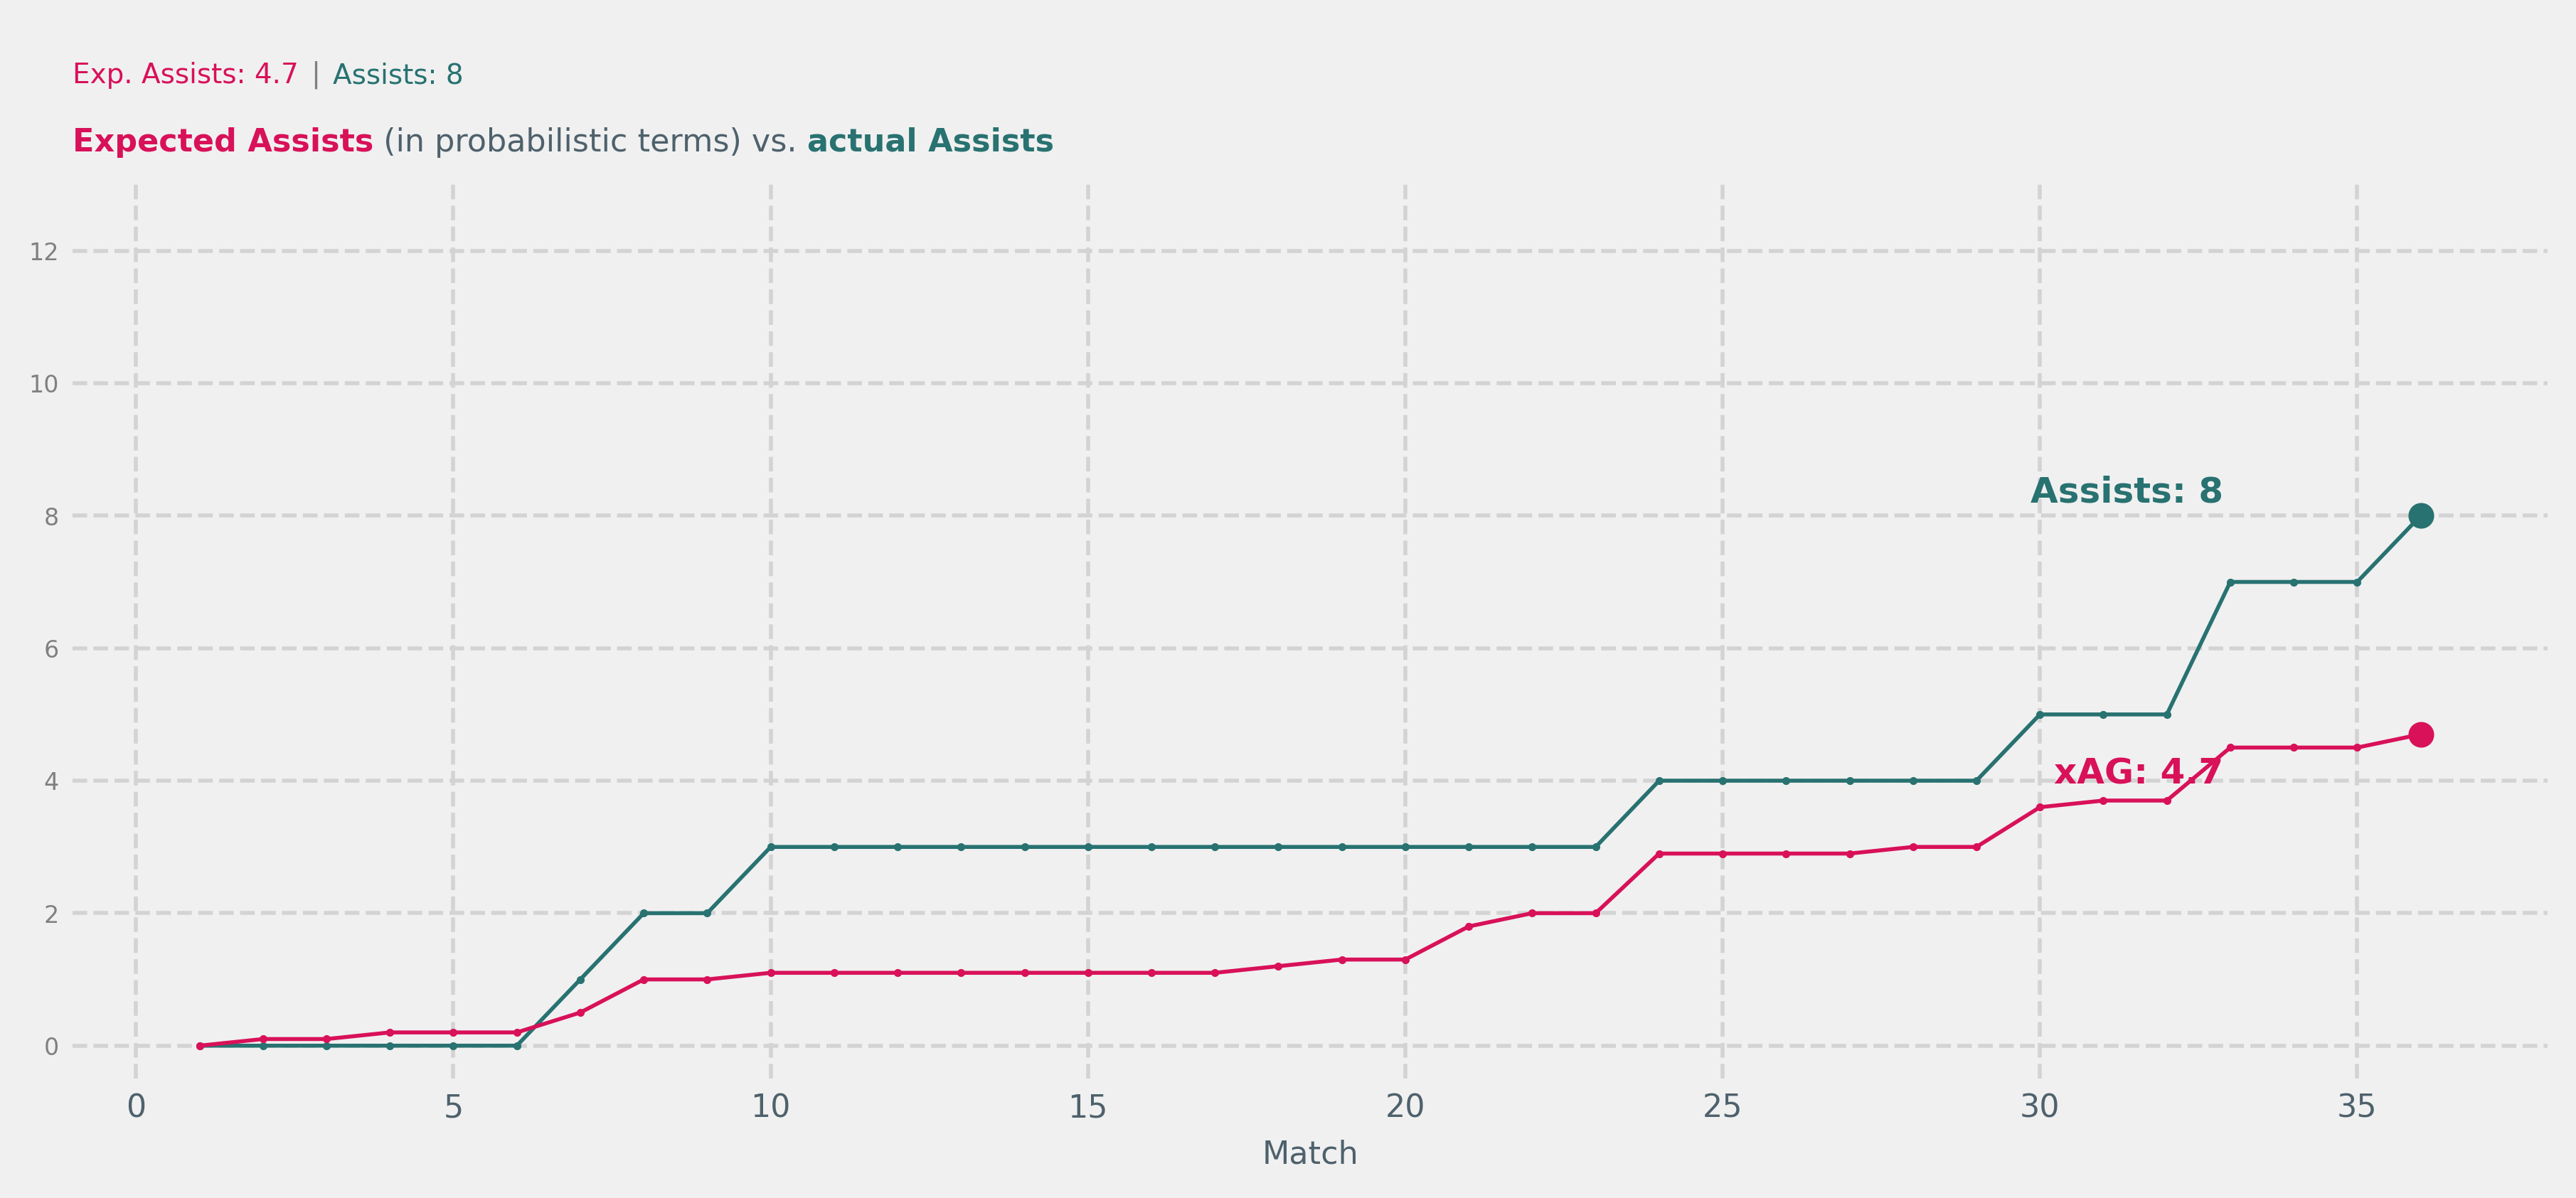 Exp. Assists: 4.7 | Assists: 8
Expected Assists (in probabilistic terms) vs. actual Assists
12
10
8
6
4
2
0
Assists: 8
xAG: 4.7
0 5 10 15 20 25 30 35
Match